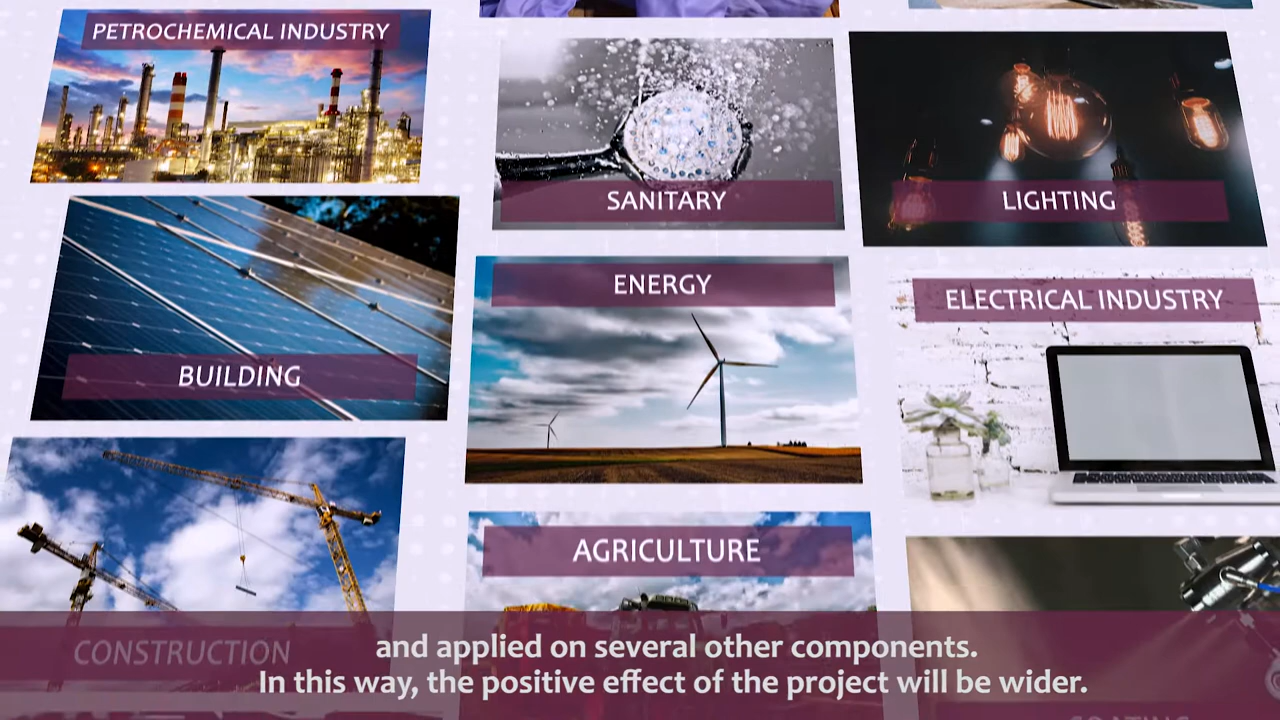 PETROCHEMICAL INDUSTRY
SANITARY
LIGHTING
ENERGY
ELECTRICAL INDUSTRY
BUILDING
AGRICULTURE
CONSTRUCTION
and applied on several other components.
In this way, the positive effect of the project will be wider.